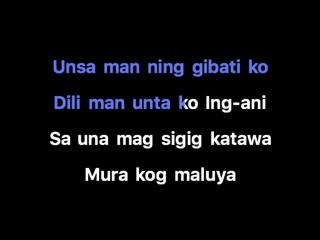 Unsa man ning gibati ko
Dili man unta ko Ing-ani
Sa una mag sigig katawa
Mura kog maluya